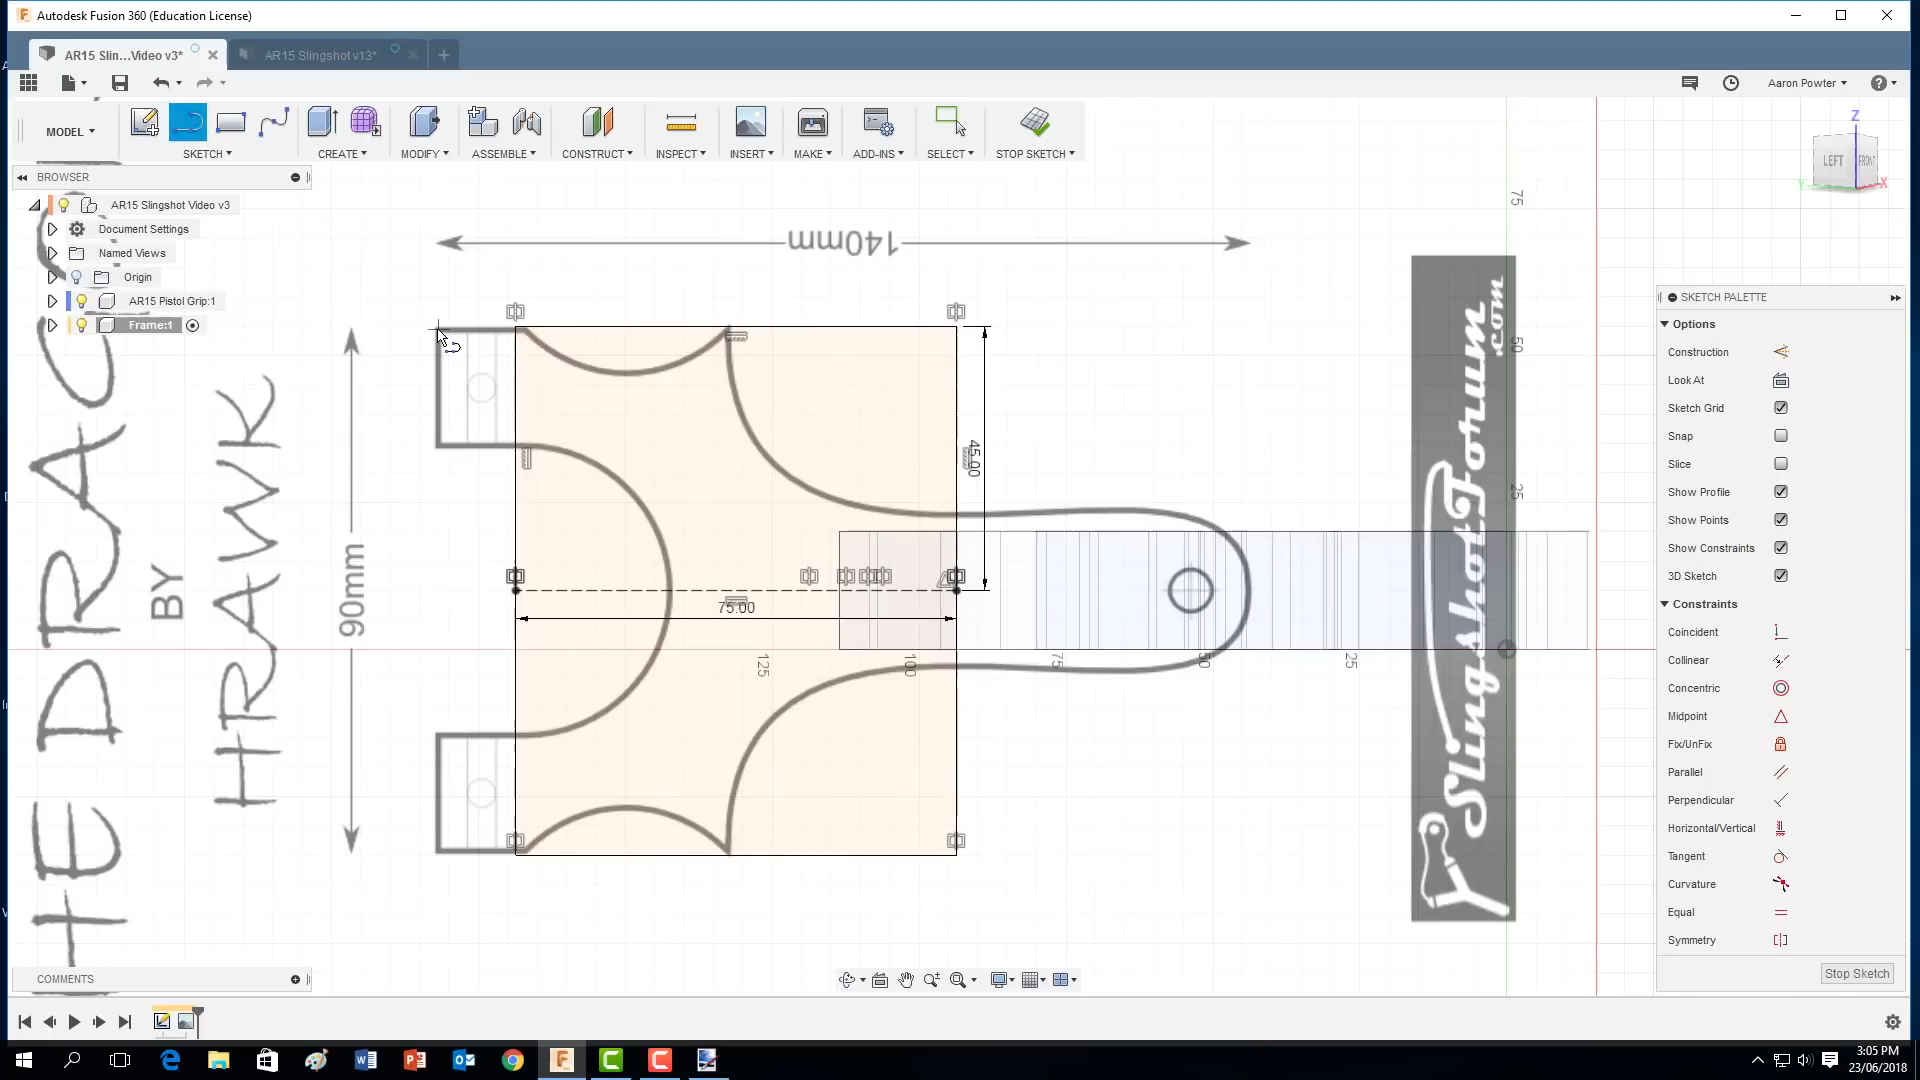 Autodesk Fusion 360 (Education License)
AR15 Slin...Video v3*
AR15 Slingshot v13*
Aaron Powter
MODEL
SKETCH
CREATE
MODIFY
ASSEMBLE
CONSTRUCT
INSPECT
INSERT
MAKE
ADD-INS
SELECT
STOP SKETCH
BROWSER
AR15 Slingshot Video v3
Document Settings
Named Views
Origin
AR15 Pistol Grip:1
Frame:1
140mm
90mm
BY
HRAWK
45.00
75.00
125
100
75
50
25
75
50
25
SlingshotForum
.com
Z
LEFT
FRONT
Y
X
SKETCH PALETTE
Options
Construction
Look At
Sketch Grid
Snap
Slice
Show Profile
Show Points
Show Constraints
3D Sketch
Constraints
Coincident
Collinear
Concentric
Midpoint
Fix/UnFix
Parallel
Perpendicular
Horizontal/Vertical
Tangent
Curvature
Equal
Symmetry
Stop Sketch
COMMENTS
3:05 PM
23/06/2018